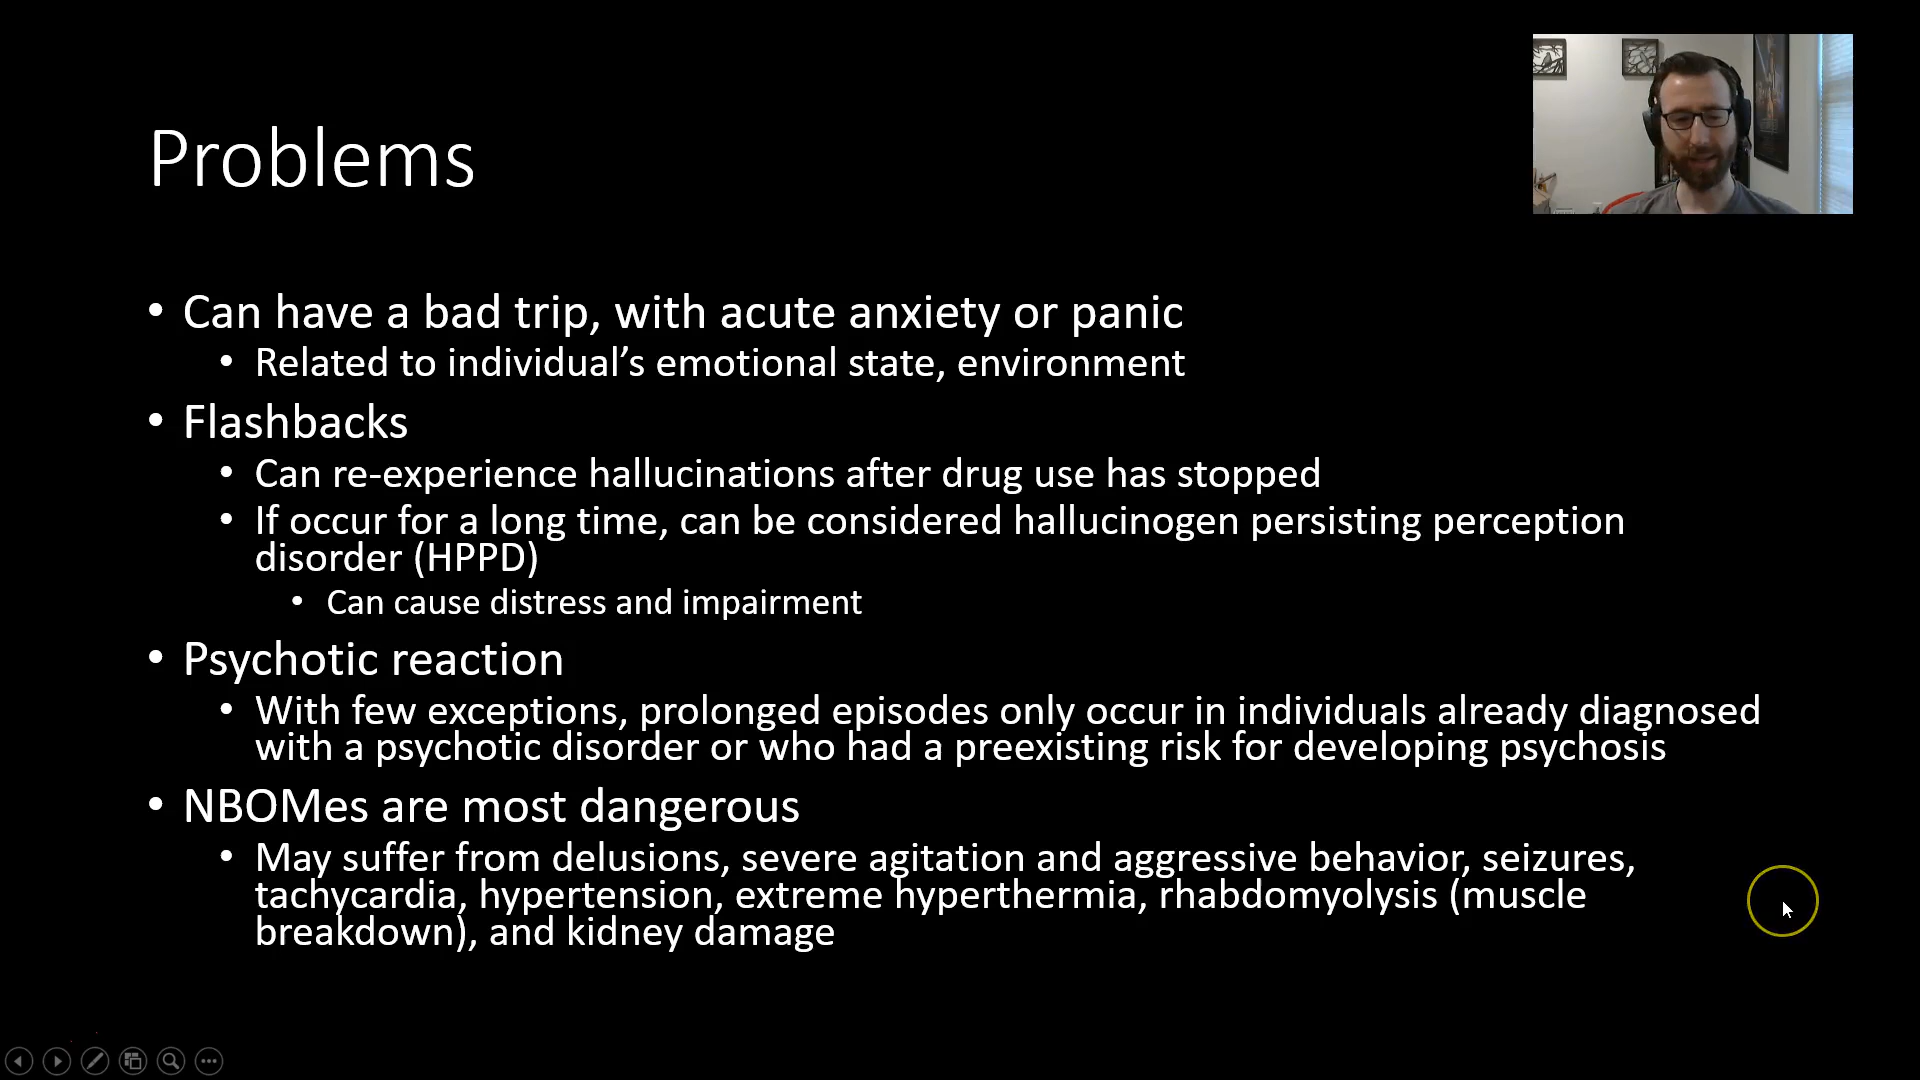 Problems
• Can have a bad trip, with acute anxiety or panic
• Related to individual's emotional state, environment
• Flashbacks
• Can re-experience hallucinations after drug use has stopped
• If occur for a long time, can be considered hallucinogen persisting perception
disorder (HPPD)
• Can cause distress and impairment
• Psychotic reaction
• With few exceptions, prolonged episodes only occur in individuals already diagnosed
with a psychotic disorder or who had a preexisting risk for developing psychosis
• NBOMes are most dangerous
• May suffer from delusions, severe agitation and aggressive behavior, seizures,
tachycardia, hypertension, extreme hyperthermia, rhabdomyolysis (muscle
breakdown), and kidney damage